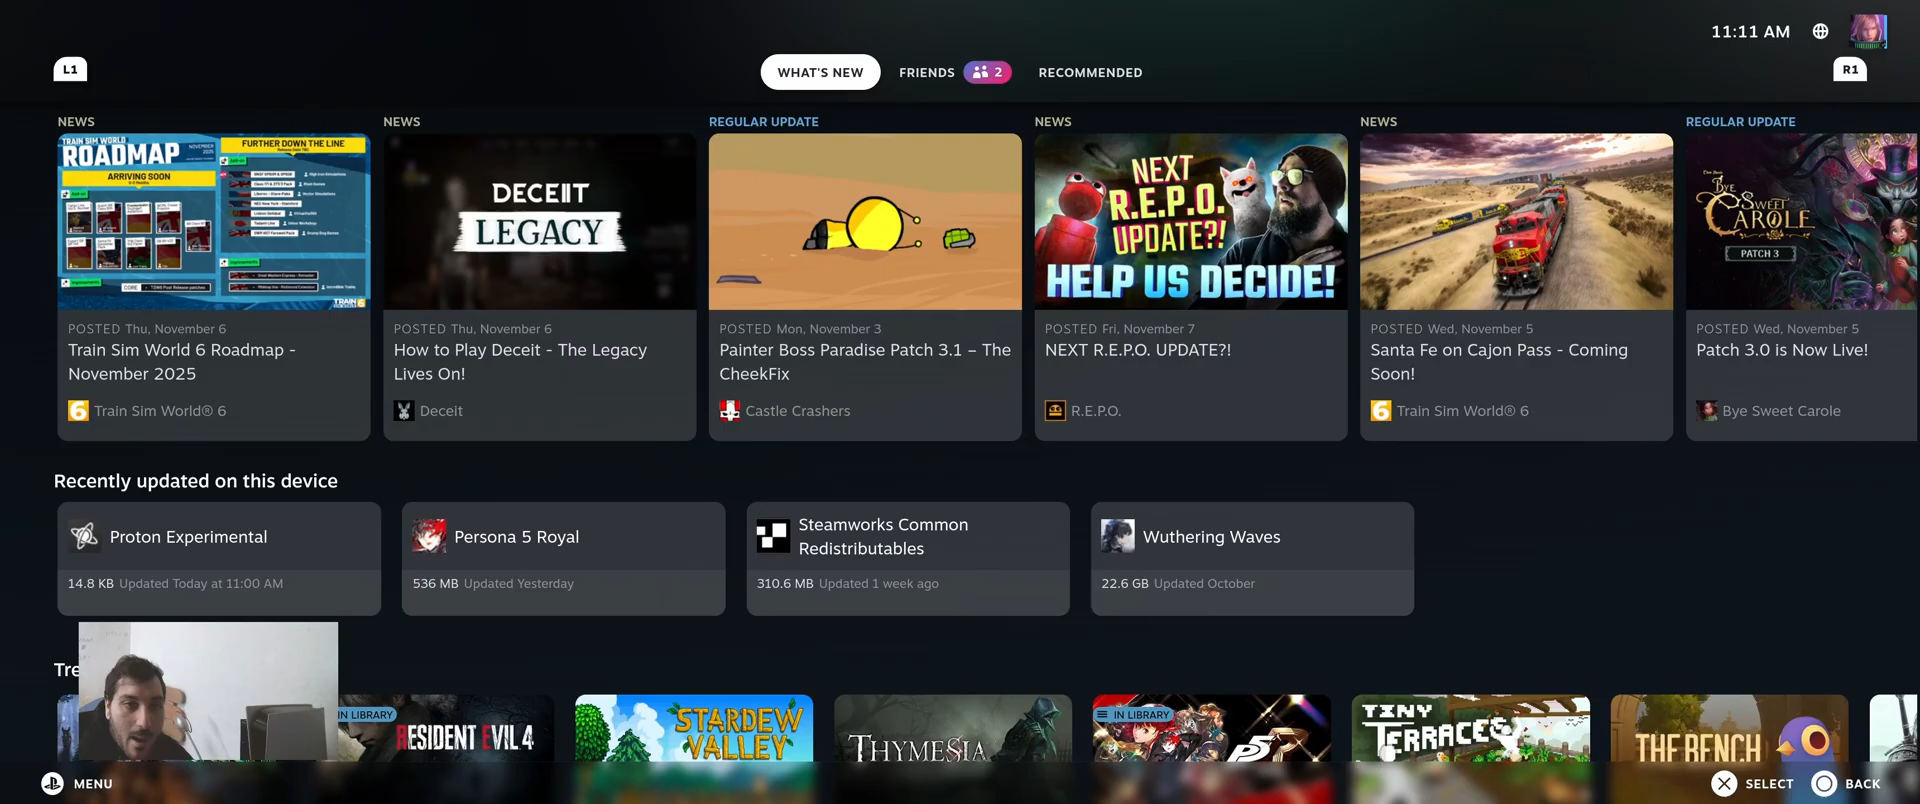 11:11 AM
L1
WHAT'S NEW
FRIENDS 2
RECOMMENDED
R1
NEWS
TRAIN SIM WORLD
ROADMAP
NOVEMBER 2025
ARRIVING SOON
FURTHER DOWN THE LINE
CORE
TRAIN 6
POSTED Thu, November 6
Train Sim World 6 Roadmap -
November 2025
Train Sim World® 6
NEWS
DECEIT
LEGACY
POSTED Thu, November 6
How to Play Deceit - The Legacy
Lives On!
Deceit
REGULAR UPDATE
POSTED Mon, November 3
Painter Boss Paradise Patch 3.1 – The
CheekFix
Castle Crashers
NEWS
NEXT
R.E.P.O.
UPDATE?!
HELP US DECIDE!
POSTED Fri, November 7
NEXT R.E.P.O. UPDATE?!
R.E.P.O.
NEWS
POSTED Wed, November 5
Santa Fe on Cajon Pass - Coming
Soon!
Train Sim World® 6
REGULAR UPDATE
BYE
SWEET
CAROLE
PATCH 3
POSTED Wed, November 5
Patch 3.0 is Now Live!
Bye Sweet Carole
Recently updated on this device
Proton Experimental
14.8 KB Updated Today at 11:00 AM
Persona 5 Royal
536 MB Updated Yesterday
Steamworks Common
Redistributables
310.6 MB Updated 1 week ago
Wuthering Waves
22.6 GB Updated October
Tre
IN LIBRARY
RESIDENT EVIL 4
STARDEW
VALLEY
THYMESIA
IN LIBRARY
P5
TINY
TERRACES
THE BENCH
MENU
SELECT
BACK